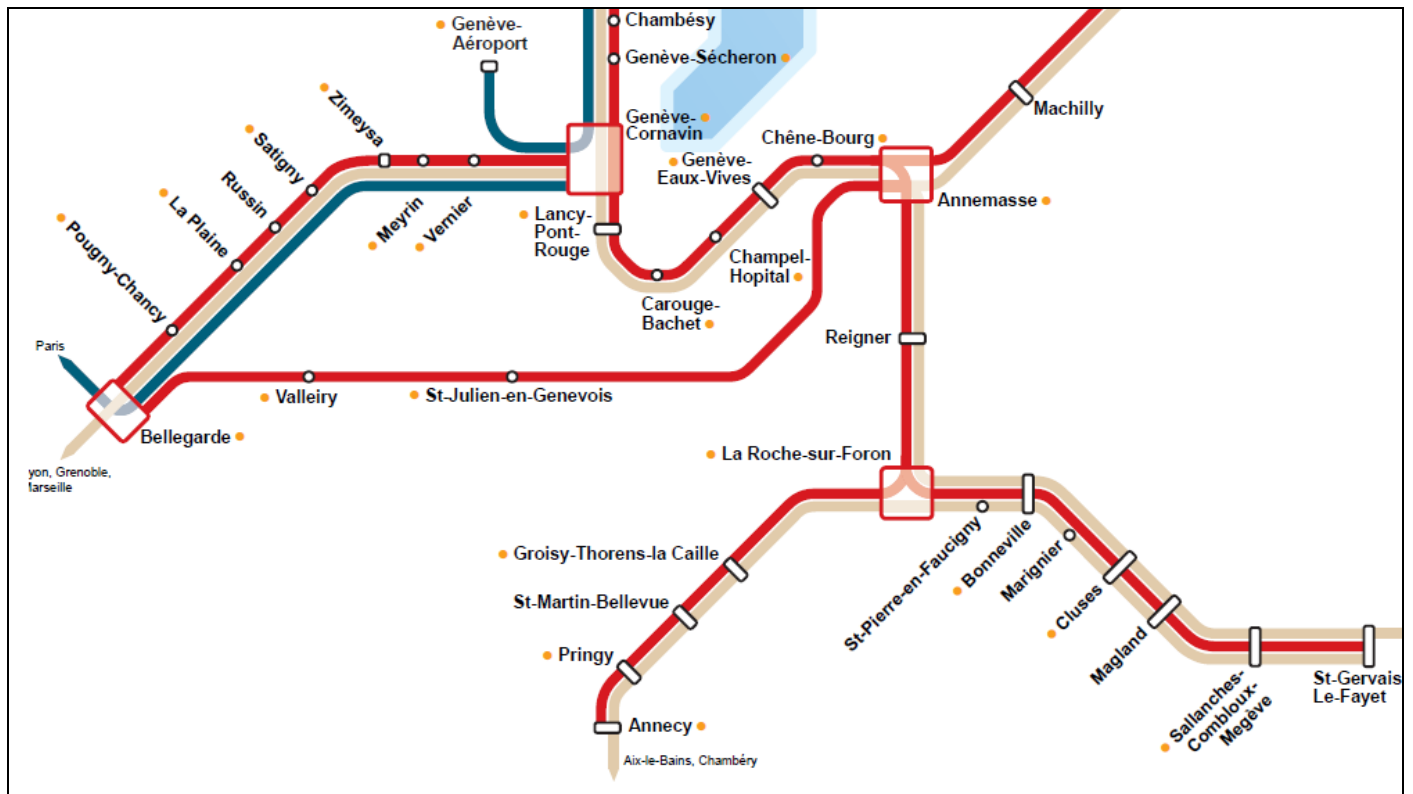 Genève-
Aéroport
Chambésy
Genève-Sécheron
Zimeysa
Genève-
Cornavin
Machilly
Satigny
Chêne-Bourg
Genève-
Eaux-Vives
Russin
La Plaine
Meyrin
Vernier
Annemasse
Lancy-
Pont-
Rouge
Pougny-Chancy
Champel-
Hopital
Carouge-
Bachet
Reigner
Paris
Valleiry
St-Julien-en-Genevois
Bellegarde
yon, Grenoble,
larseille
La Roche-sur-Foron
Groisy-Thorens-la Caille
St-Martin-Bellevue
Pringy
Annecy
Aix-le-Bains, Chambéry
St-Pierre-en-Faucigny
Bonneville
Marignier
Cluses
Magland
Sallanches-
Combloux-
Megève
St-Gervais
Le-Fayet